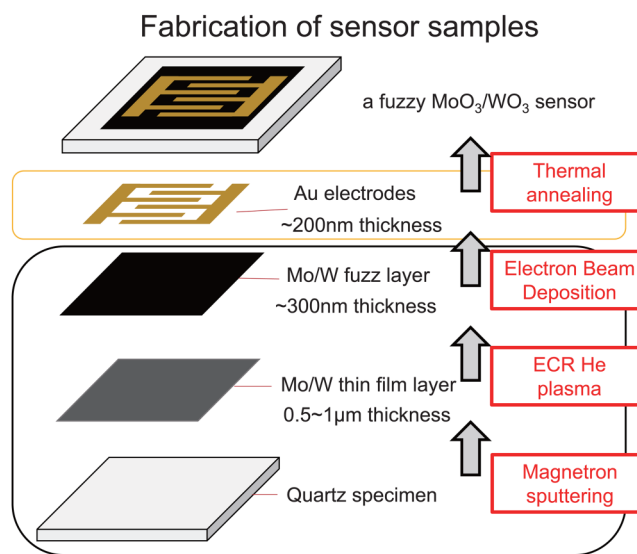 Fabrication of sensor samples
a fuzzy MoO₃/WO₃ sensor
Thermal
annealing
Au electrodes
~200nm thickness
Electron Beam
Deposition
Mo/W fuzz layer
~300nm thickness
ECR He
plasma
Mo/W thin film layer
0.5~1μm thickness
Magnetron
sputtering
Quartz specimen